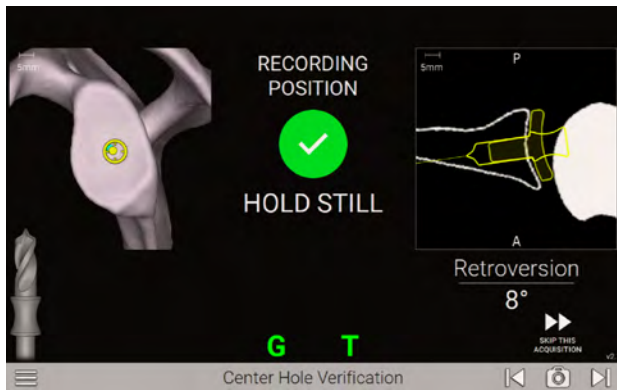 5mm
RECORDING
POSITION
HOLD STILL
5mm
P
A
Retroversion
8°
SKIP THIS
ACQUISITION
G T
v2
Center Hole Verification